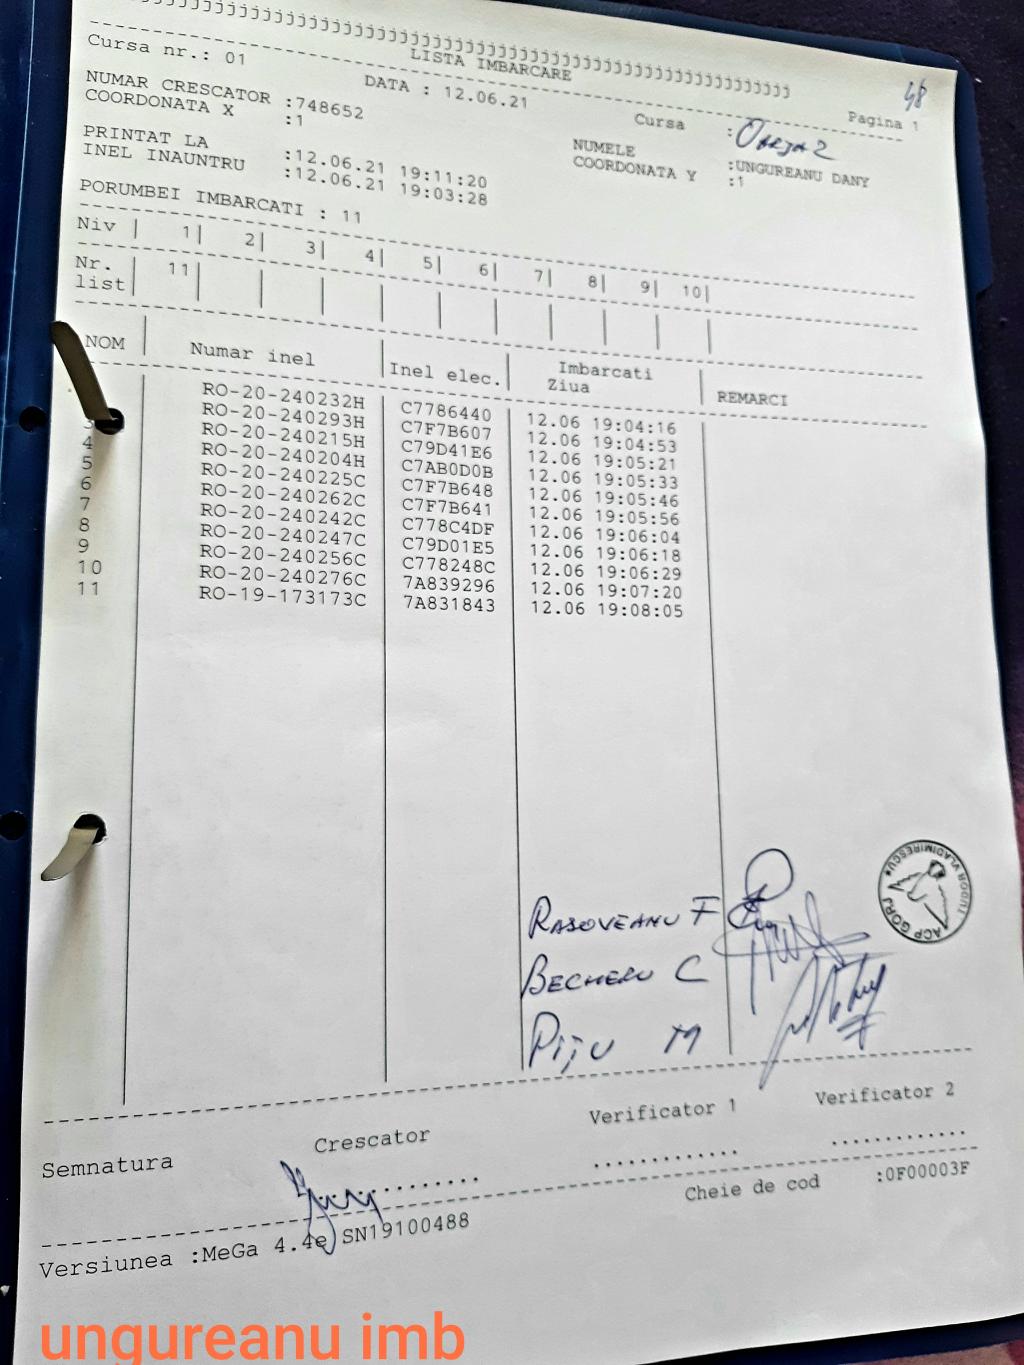 jjjjjjjjjjjjjjjjjjjjjjjjjjjjjjjjjjjjjjjjjjjjjjjjjjjjjjjj
LISTA IMBARCARE
48
Cursa nr.: 01 DATA : 12.06.21 Cursa : Pagina 1
NUMAR CRESCATOR :748652 NUMELE :UNGUREANU DANY
COORDONATA X :1 COORDONATA Y :1
PRINTAT LA :12.06.21 19:11:20
INEL INAUNTRU :12.06.21 19:03:28
PORUMBEI IMBARCATI : 11
Niv | 1| 2| 3| 4| 5| 6| 7| 8| 9| 10|
Nr. list | 11|
NOM | Numar inel | Inel elec. | Imbarcati Ziua | REMARCI
RO-20-240232H C7786440 12.06 19:04:16
RO-20-240293H C7F7B607 12.06 19:04:53
3 RO-20-240215H C79D41E6 12.06 19:05:21
4 RO-20-240204H C7AB0D0B 12.06 19:05:33
5 RO-20-240225C C7F7B648 12.06 19:05:46
6 RO-20-240262C C7F7B641 12.06 19:05:56
7 RO-20-240242C C778C4DF 12.06 19:06:04
8 RO-20-240247C C79D01E5 12.06 19:06:18
9 RO-20-240256C C778248C 12.06 19:06:29
10 RO-20-240276C 7A839296 12.06 19:07:20
11 RO-19-173173C 7A831843 12.06 19:08:05
ACP GORJ TUDOR VLADIMIRESCU
RASOVEANU F
BECHERU C
PIȚU M
Semnatura Crescator Verificator 1 Verificator 2
Cheie de cod :0F00003F
Versiunea :MeGa 4.4e SN19100488
ungureanu imb